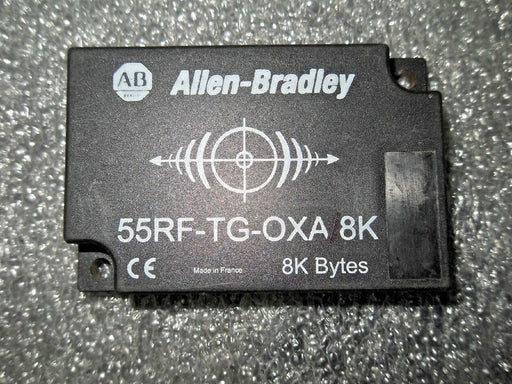 AB
Allen-Bradley
55RF-TG-OXA 8K
CE
Made in France
8K Bytes